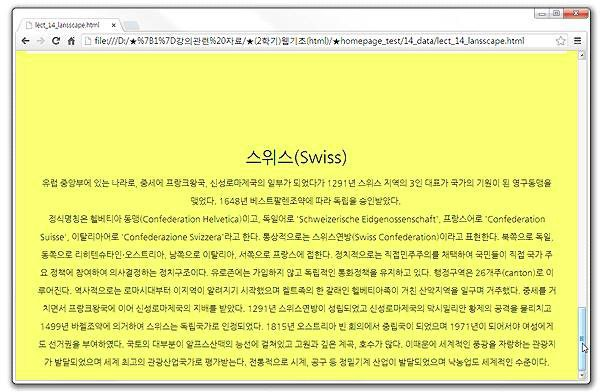 lect_14_lansscape.html
file:///D:/★%7B1%7D강의관련%20자료/★(2학기)웹기초(html)/★homepage_test/14_data/lect_14_lansscape.html
스위스(Swiss)
유럽 중앙부에 있는 나라로, 중세에 프랑크왕국, 신성로마제국의 일부가 되었다가 1291년 스위스 지역의 3인 대표가 국가의 기원이 된 영구동맹을
맺었다. 1648년 베스트팔렌조약에 따라 독립을 승인받았다.
정식명칭은 헬베티아 동맹(Confederation Helvetica)이고, 독일어로 'Schweizerische Eidgenossenschaft', 프랑스어로 'Confederation
Suisse', 이탈리아어로 'Confederazione Svizzera'라고 한다. 통상적으로는 스위스연방(Swiss Confederation)이라고 표현한다. 북쪽으로 독일,
동쪽으로 리히텐슈타인·오스트리아, 남쪽으로 이탈리아, 서쪽으로 프랑스에 접한다. 정치적으로는 직접민주주의를 채택하여 국민들이 직접 국가 주
요 정책에 참여하여 의사결정하는 정치구조이다. 유로존에는 가입하지 않고 독립적인 통화정책을 유지하고 있다. 행정구역은 26개주(canton)로 이
루어진다. 역사적으로는 로마시대부터 이지역이 알려지기 시작했으며 켈트족의 한 갈래인 헬베티아족이 거친 산악지역을 일구며 거주했다. 중세를 거
치면서 프랑크왕국에 이어 신성로마제국의 지배를 받았다. 1291년 스위스연방이 성립되었고 신성로마제국의 막시밀리안 황제의 공격을 물리치고
1499년 바젤조약에 의거하여 스위스는 독립국가로 인정되었다. 1815년 오스트리아 빈 회의에서 중립국이 되었으며 1971년이 되어서야 여성에게
도 선거권을 부여하였다. 국토의 대부분이 알프스산맥의 능선에 걸쳐있고 고원과 깊은 계곡, 호수가 많다. 이때문에 세계적인 풍광을 자랑하는 관광지
가 발달되었으며 세계 최고의 관광산업국가로 평가받는다. 전통적으로 시계, 공구 등 정밀기계 산업이 발달되었으며 낙농업도 세계적인 수준이다.